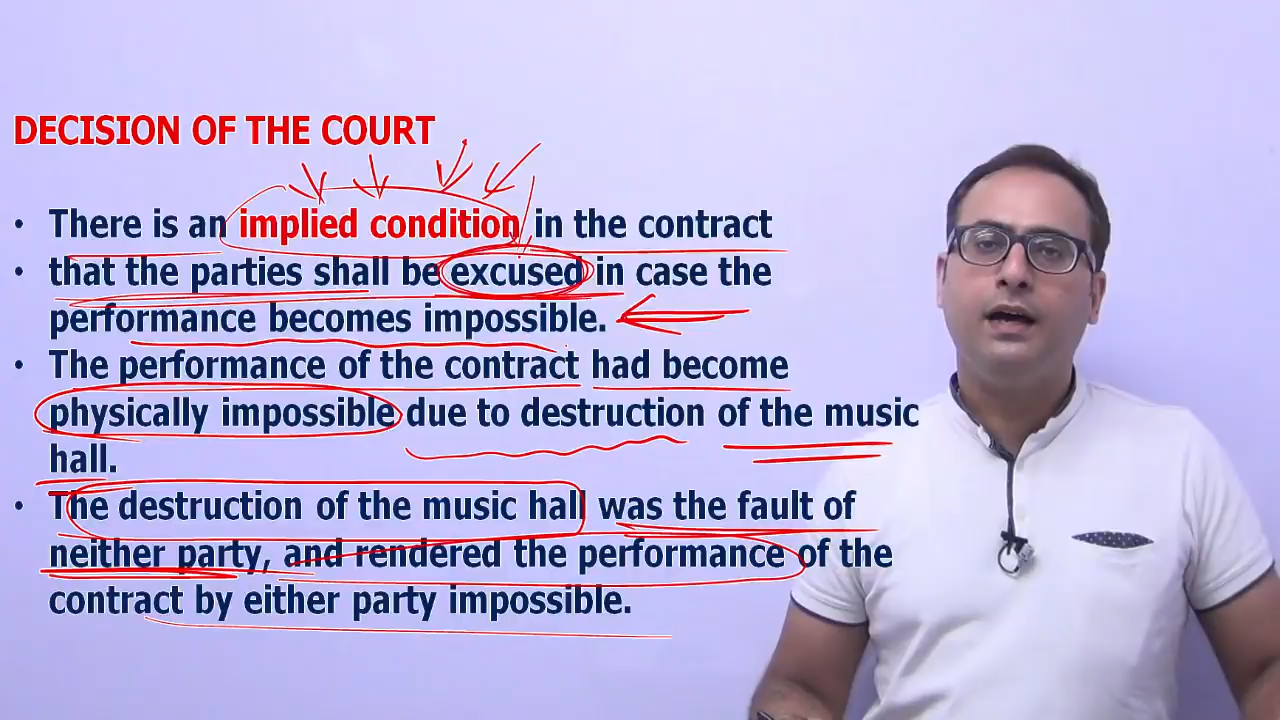 DECISION OF THE COURT
• There is an implied condition in the contract
• that the parties shall be excused in case the
performance becomes impossible.
• The performance of the contract had become
physically impossible due to destruction of the music
hall.
• The destruction of the music hall was the fault of
neither party, and rendered the performance of the
contract by either party impossible.